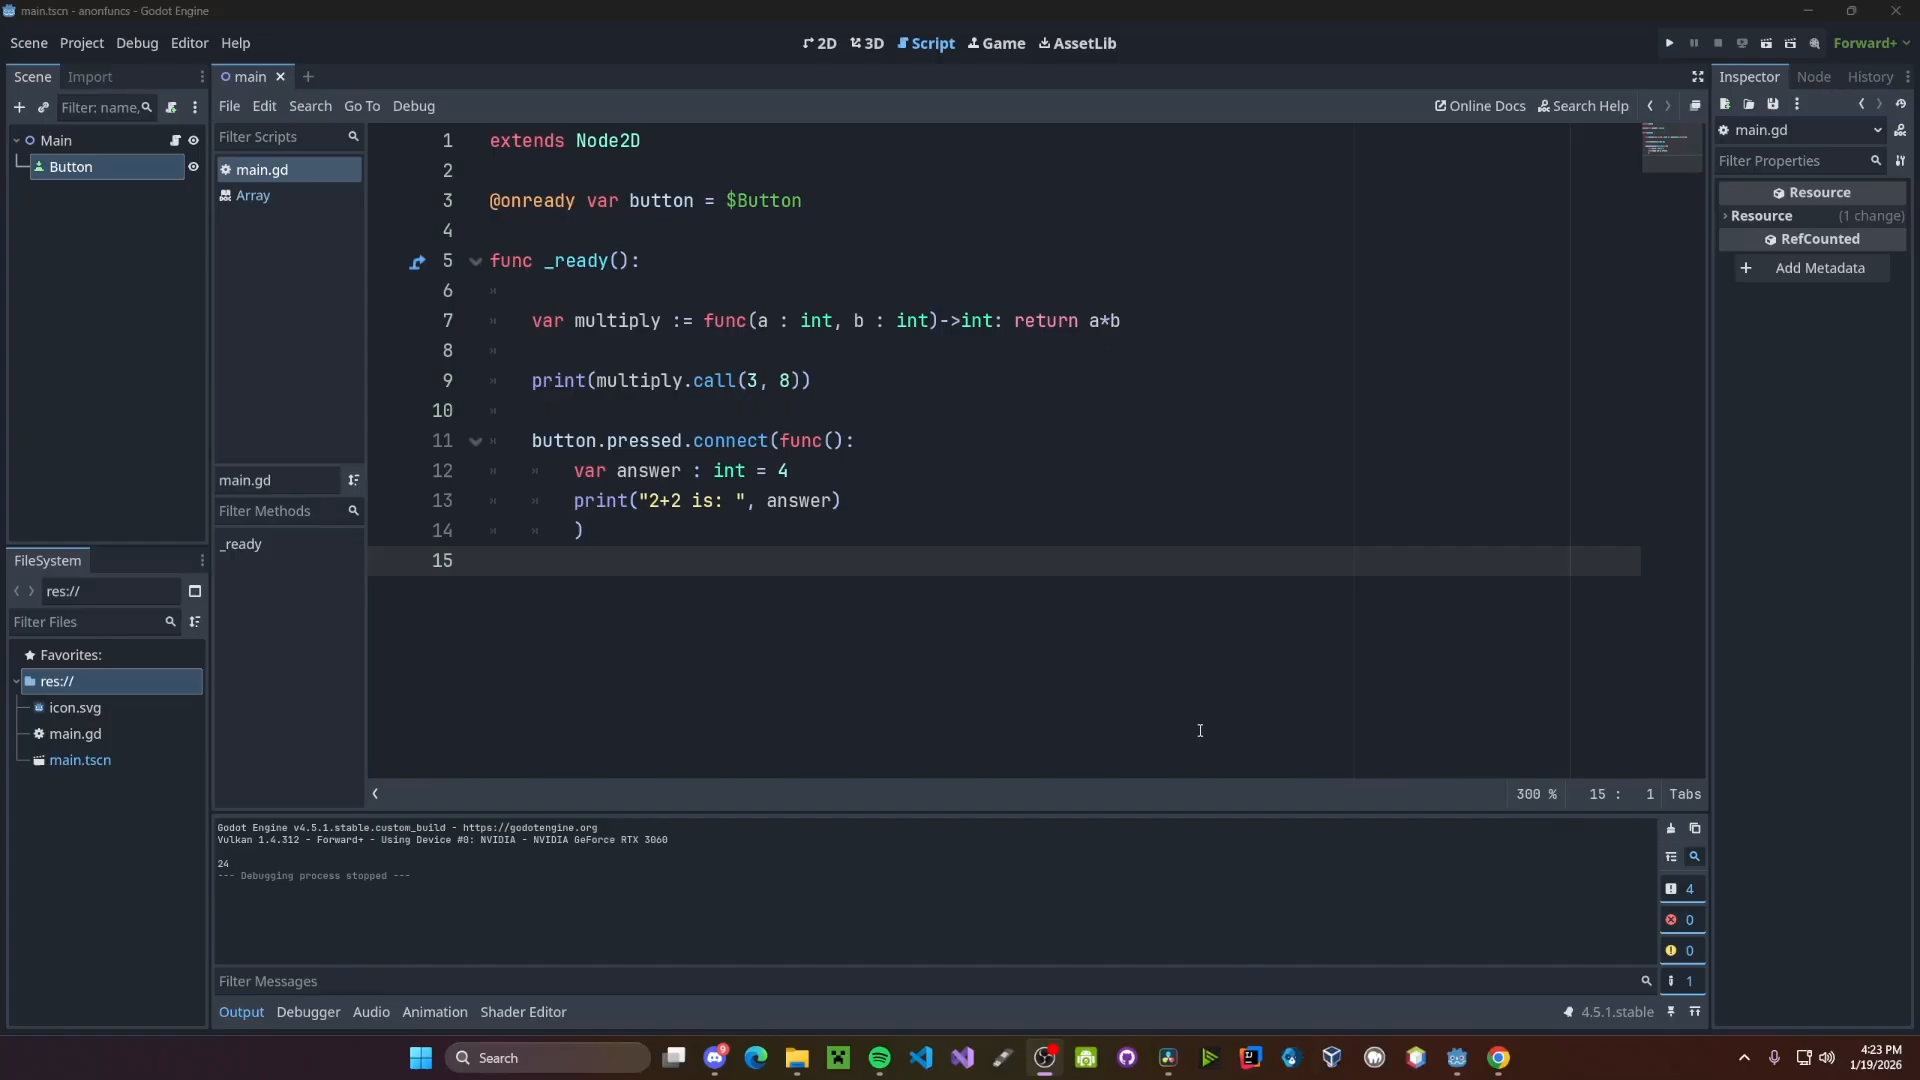 main.tscn - anonfuncs - Godot Engine
Scene Project Debug Editor Help
2D 3D Script Game AssetLib
Forward+
Scene Import
main
Inspector Node History
Filter: name,
File Edit Search Go To Debug
Online Docs Search Help
main.gd
Main
Button
Filter Scripts
main.gd
Array
Filter Properties
Resource
Resource (1 change)
RefCounted
Add Metadata
1 extends Node2D
2
3 @onready var button = $Button
4
5 func _ready():
6
7 var multiply := func(a : int, b : int)->int: return a*b
8
9 print(multiply.call(3, 8))
10
11 button.pressed.connect(func():
12 var answer : int = 4
13 print("2+2 is: ", answer)
14 )
15
main.gd
Filter Methods
_ready
FileSystem
res://
Filter Files
Favorites:
res://
icon.svg
main.gd
main.tscn
300 % 15 : 1 Tabs
Godot Engine v4.5.1.stable.custom_build - https://godotengine.org
Vulkan 1.4.312 - Forward+ - Using Device #0: NVIDIA - NVIDIA GeForce RTX 3060
24
--- Debugging process stopped ---
4
0
0
1
Filter Messages
Output Debugger Audio Animation Shader Editor
4.5.1.stable
Search
9
4:23 PM
1/19/2026